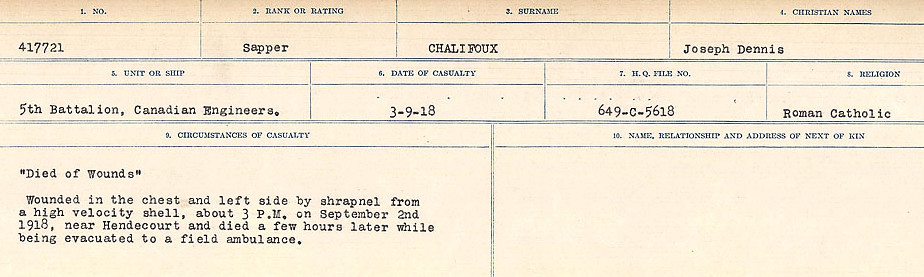 1. NO. 2. RANK OR RATING 3. SURNAME 4. CHRISTIAN NAMES
417721 Sapper CHALIFOUX Joseph Dennis
5. UNIT OR SHIP 6. DATE OF CASUALTY 7. H.Q. FILE NO. 8. RELIGION
5th Battalion, Canadian Engineers. 3-9-18 649-C-5618 Roman Catholic
9. CIRCUMSTANCES OF CASUALTY 10. NAME, RELATIONSHIP AND ADDRESS OF NEXT OF KIN
"Died of Wounds"
Wounded in the chest and left side by shrapnel from
a high velocity shell, about 3 P.M. on September 2nd
1918, near Hendecourt and died a few hours later while
being evacuated to a field ambulance.